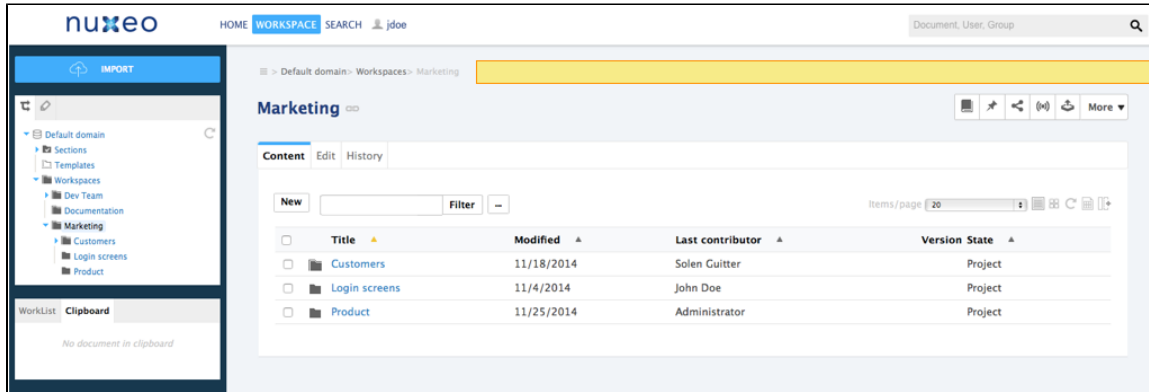 nuxeo
HOME WORKSPACE SEARCH jdoe
Document, User, Group
IMPORT
> Default domain> Workspaces> Marketing
Marketing
More ▼
Default domain
Sections
Templates
Workspaces
Dev Team
Documentation
Marketing
Customers
Login screens
Product
Content Edit History
New Filter ...
Items/page 20
Title Modified Last contributor Version State
Customers 11/18/2014 Solen Guitter Project
Login screens 11/4/2014 John Doe Project
Product 11/25/2014 Administrator Project
WorkList Clipboard
No document in clipboard